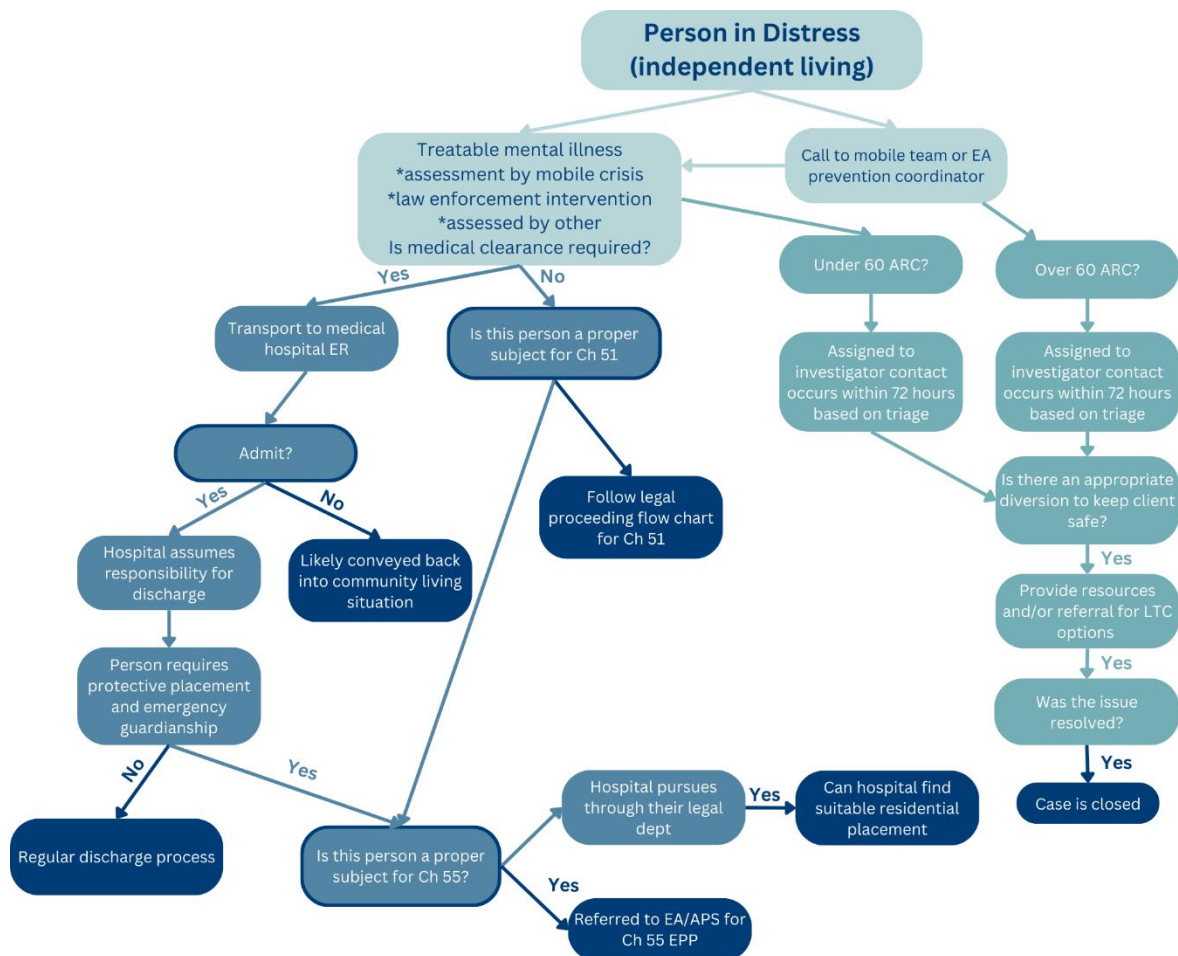 Person in Distress
(independent living)
Treatable mental illness
*assessment by mobile crisis
*law enforcement intervention
*assessed by other
Is medical clearance required?
Call to mobile team or EA
prevention coordinator
Under 60 ARC?
Over 60 ARC?
Yes
No
Transport to medical
hospital ER
Is this person a proper
subject for Ch 51
Assigned to
investigator contact
occurs within 72 hours
based on triage
Assigned to
investigator contact
occurs within 72 hours
based on triage
Admit?
Yes
No
Follow legal
proceeding flow chart
for Ch 51
Is there an appropriate
diversion to keep client
safe?
Hospital assumes
responsibility for
discharge
Likely conveyed back
into community living
situation
Yes
Provide resources
and/or referral for LTC
options
Person requires
protective placement
and emergency
guardianship
Yes
Was the issue
resolved?
No
Yes
Yes
Case is closed
Regular discharge process
Is this person a proper
subject for Ch 55?
Hospital pursues
through their legal
dept
Yes
Can hospital find
suitable residential
placement
Yes
Referred to EA/APS for
Ch 55 EPP